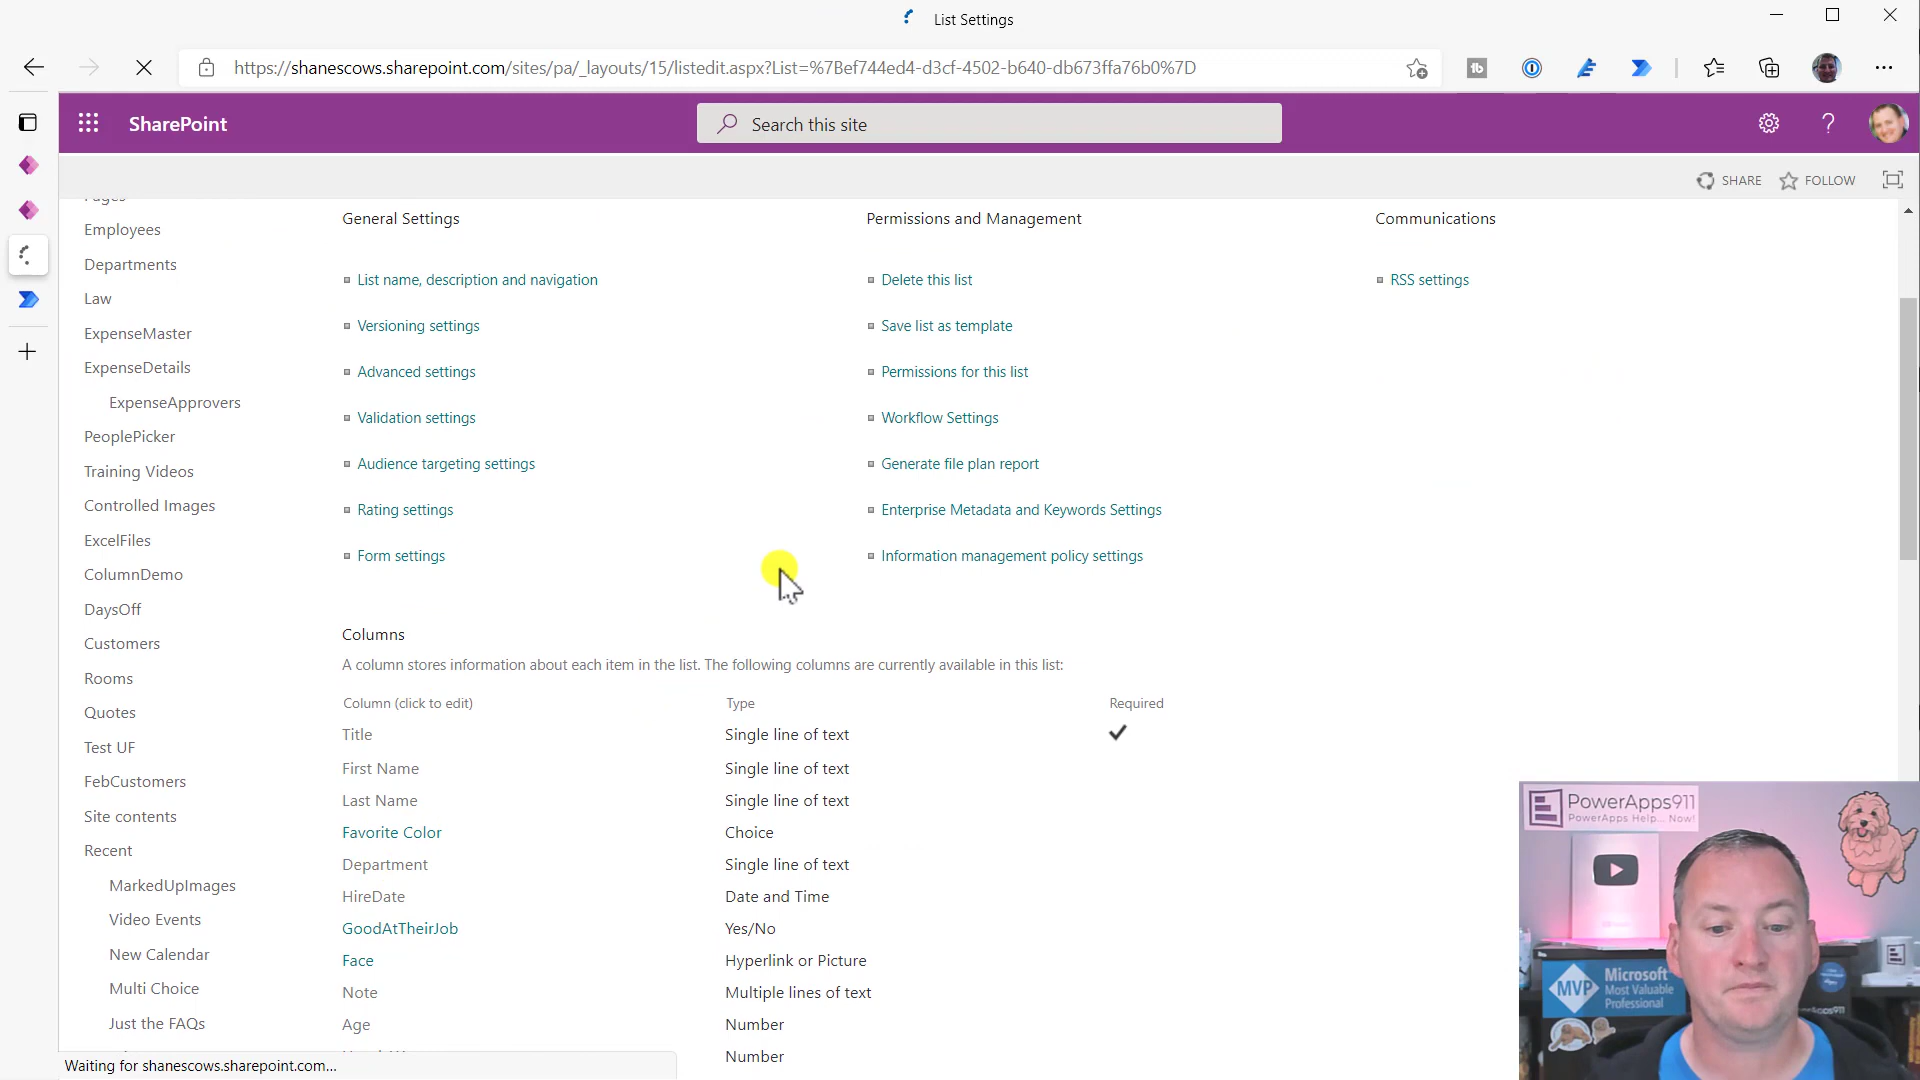 List Settings
https://shanescows.sharepoint.com/sites/pa/_layouts/15/listedit.aspx?List=%7Bef744ed4-d3cf-4502-b640-db673ffa76b0%7D
SharePoint
Search this site
SHARE
FOLLOW
Pages
Employees
Departments
Law
ExpenseMaster
ExpenseDetails
ExpenseApprovers
PeoplePicker
Training Videos
Controlled Images
ExcelFiles
ColumnDemo
DaysOff
Customers
Rooms
Quotes
Test UF
FebCustomers
Site contents
Recent
MarkedUpImages
Video Events
New Calendar
Multi Choice
Just the FAQs
General Settings
List name, description and navigation
Versioning settings
Advanced settings
Validation settings
Audience targeting settings
Rating settings
Form settings
Permissions and Management
Delete this list
Save list as template
Permissions for this list
Workflow Settings
Generate file plan report
Enterprise Metadata and Keywords Settings
Information management policy settings
Communications
RSS settings
Columns
A column stores information about each item in the list. The following columns are currently available in this list:
Column (click to edit) Type Required
Title Single line of text
First Name Single line of text
Last Name Single line of text
Favorite Color Choice
Department Single line of text
HireDate Date and Time
GoodAtTheirJob Yes/No
Face Hyperlink or Picture
Note Multiple lines of text
Age Number
Number
Waiting for shanescows.sharepoint.com...
PowerApps911
PowerApps Help... Now!
MVP
Microsoft
Most Valuable
Professional